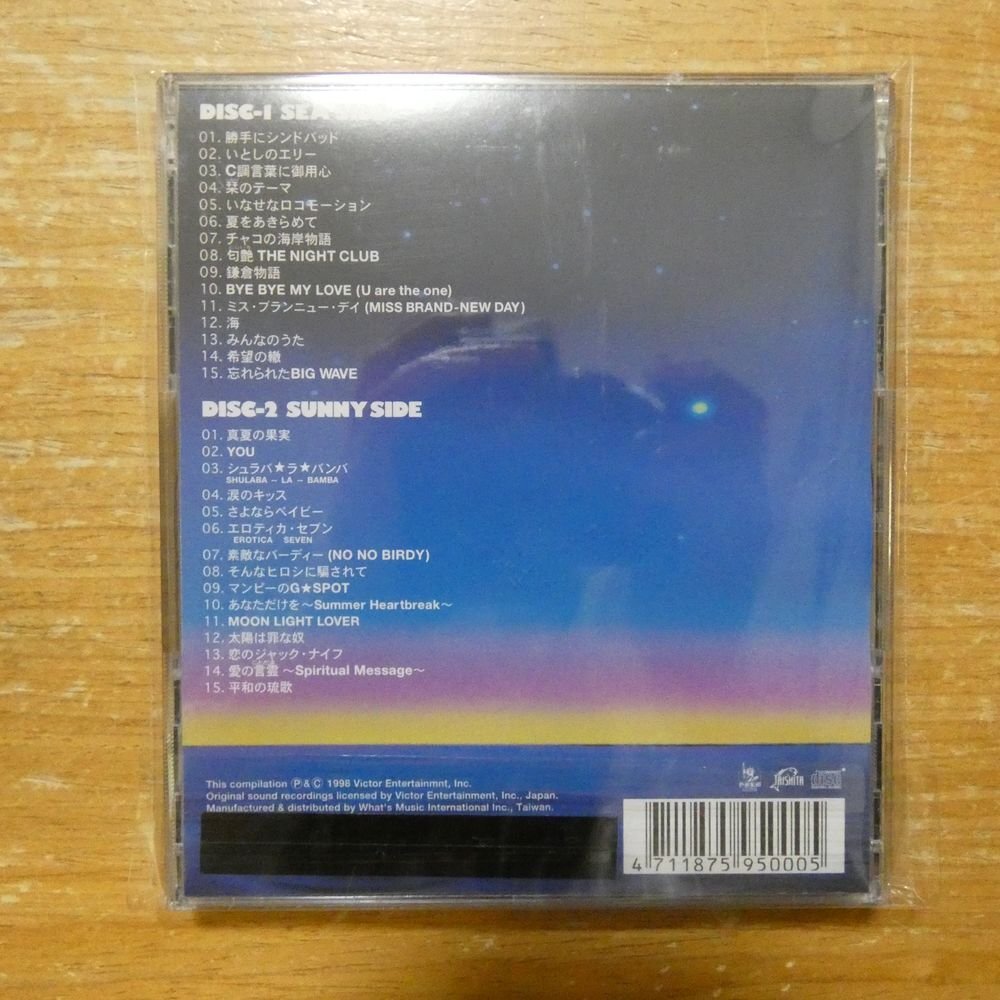 DISC-1
01. 勝手にシンドバッド
02. いとしのエリー
03. C調言葉に御用心
04. 栞のテーマ
05. いなせなロコモーション
06. 夏をあきらめて
07. チャコの海岸物語
08. 匂艶 THE NIGHT CLUB
09. 鎌倉物語
10. BYE BYE MY LOVE (U are the one)
11. ミス・ブランニュー・デイ (MISS BRAND-NEW DAY)
12. 海
13. みんなのうた
14. 希望の轍
15. 忘れられたBIG WAVE
DISC-2 SUNNY SIDE
01. 真夏の果実
02. YOU
03. シュラバ★ラ★バンバ
SHULABA - LA - BAMBA
04. 涙のキッス
05. さよならベイビー
06. エロティカ・セブン
EROTICA SEVEN
07. 素敵なバーディー (NO NO BIRDY)
08. そんなヒロシに騙されて
09. マンピーのG★SPOT
10. あなただけを～Summer Heartbreak～
11. MOON LIGHT LOVER
12. 太陽は罪な奴
13. 恋のジャック・ナイフ
14. 愛の言霊 ～Spiritual Message～
15. 平和の琉歌
This compilation Ⓟ&Ⓒ 1998 Victor Entertainmnt, Inc.
Original sound recordings licensed by Victor Entertainment, Inc., Japan.
Manufactured & distributed by What's Music International Inc., Taiwan.
TAISHITA
disc
4 711875 950005